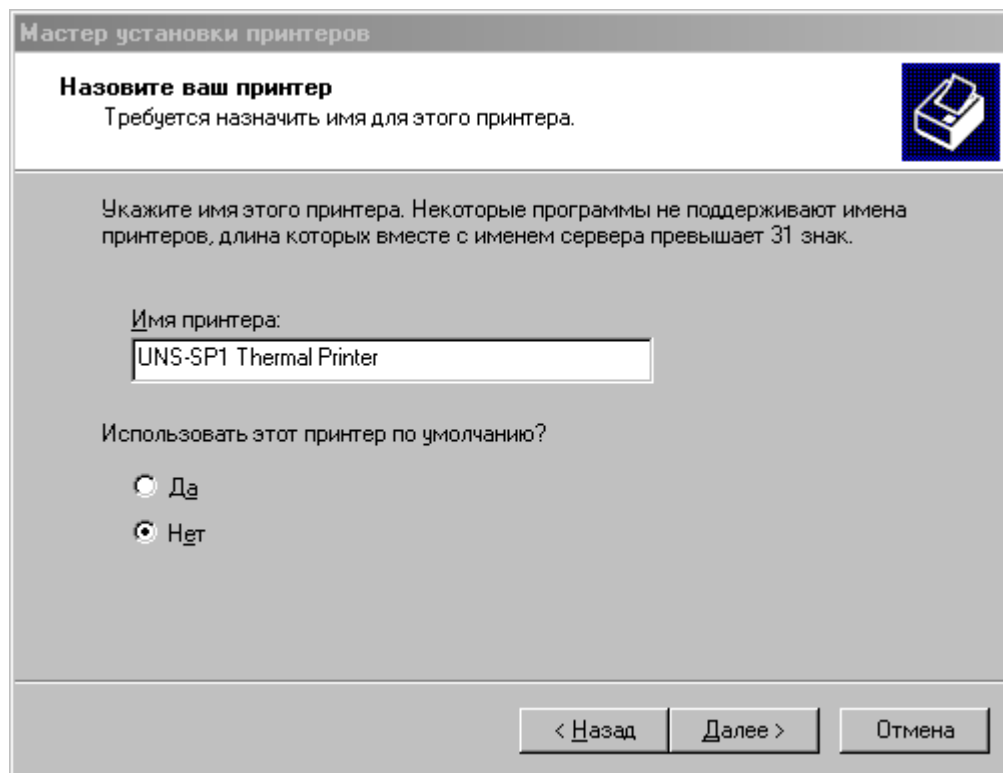 Мастер установки принтеров
Назовите ваш принтер
Требуется назначить имя для этого принтера.
Укажите имя этого принтера. Некоторые программы не поддерживают имена
принтеров, длина которых вместе с именем сервера превышает 31 знак.
Имя принтера:
UNS-SP1 Thermal Printer
Использовать этот принтер по умолчанию?
Да
Нет
< Назад Далее > Отмена